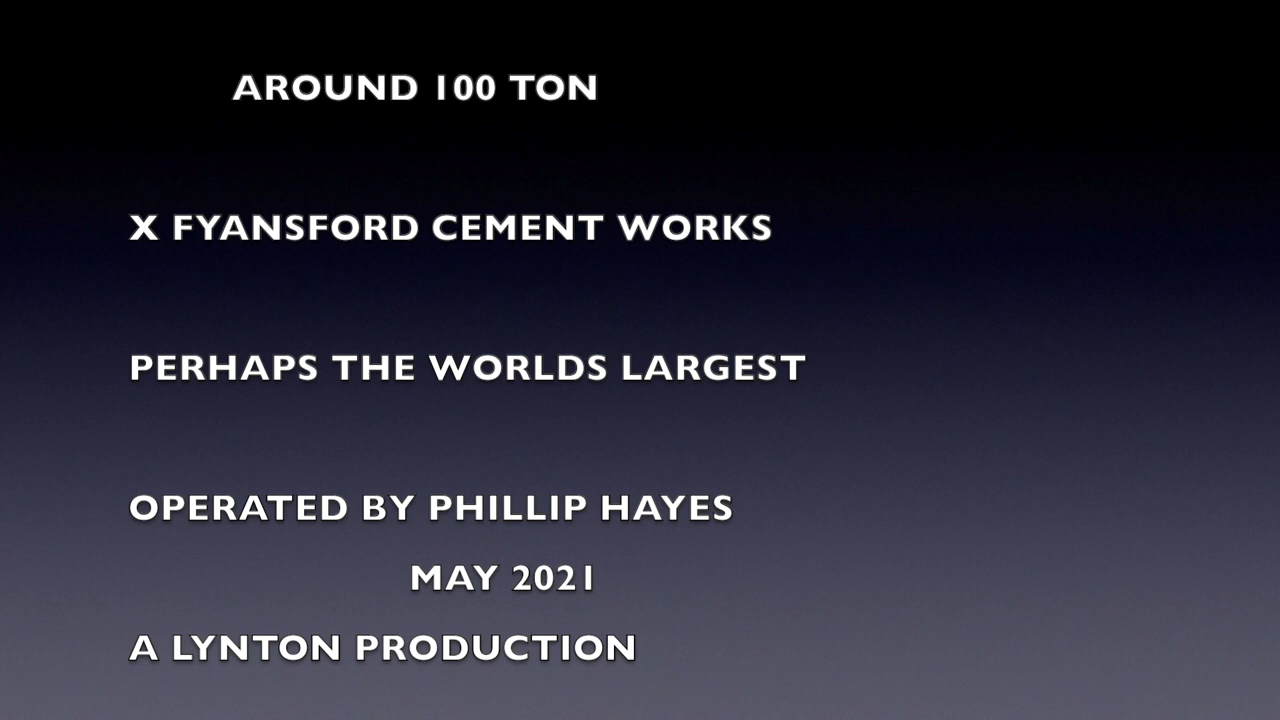 AROUND 100 TON
X FYANSFORD CEMENT WORKS
PERHAPS THE WORLDS LARGEST
OPERATED BY PHILLIP HAYES
MAY 2021
A LYNTON PRODUCTION